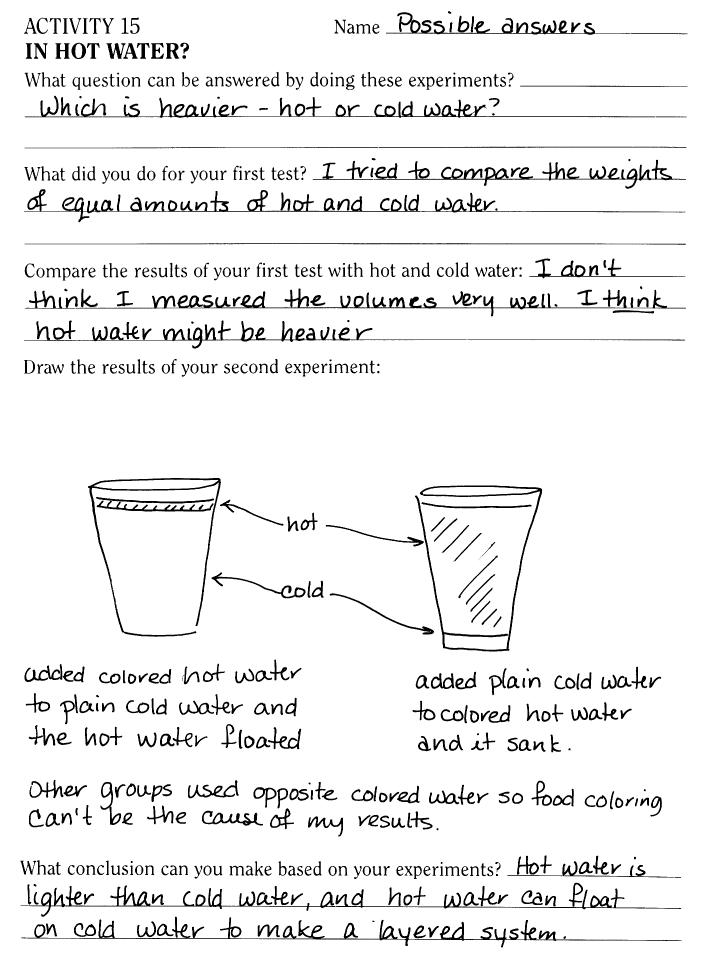 ACTIVITY 15 Name Possible answers
IN HOT WATER?
What question can be answered by doing these experiments?
Which is heavier - hot or cold water?
What did you do for your first test? I tried to compare the weights
of equal amounts of hot and cold water.
Compare the results of your first test with hot and cold water: I don't
think I measured the volumes very well. I think
hot water might be heavier
Draw the results of your second experiment:
hot
cold
added colored hot water
to plain cold water and
the hot water floated
added plain cold water
to colored hot water
and it sank.
Other groups used opposite colored water so food coloring
can't be the cause of my results.
What conclusion can you make based on your experiments? Hot water is
lighter than cold water, and hot water can float
on cold water to make a layered system.